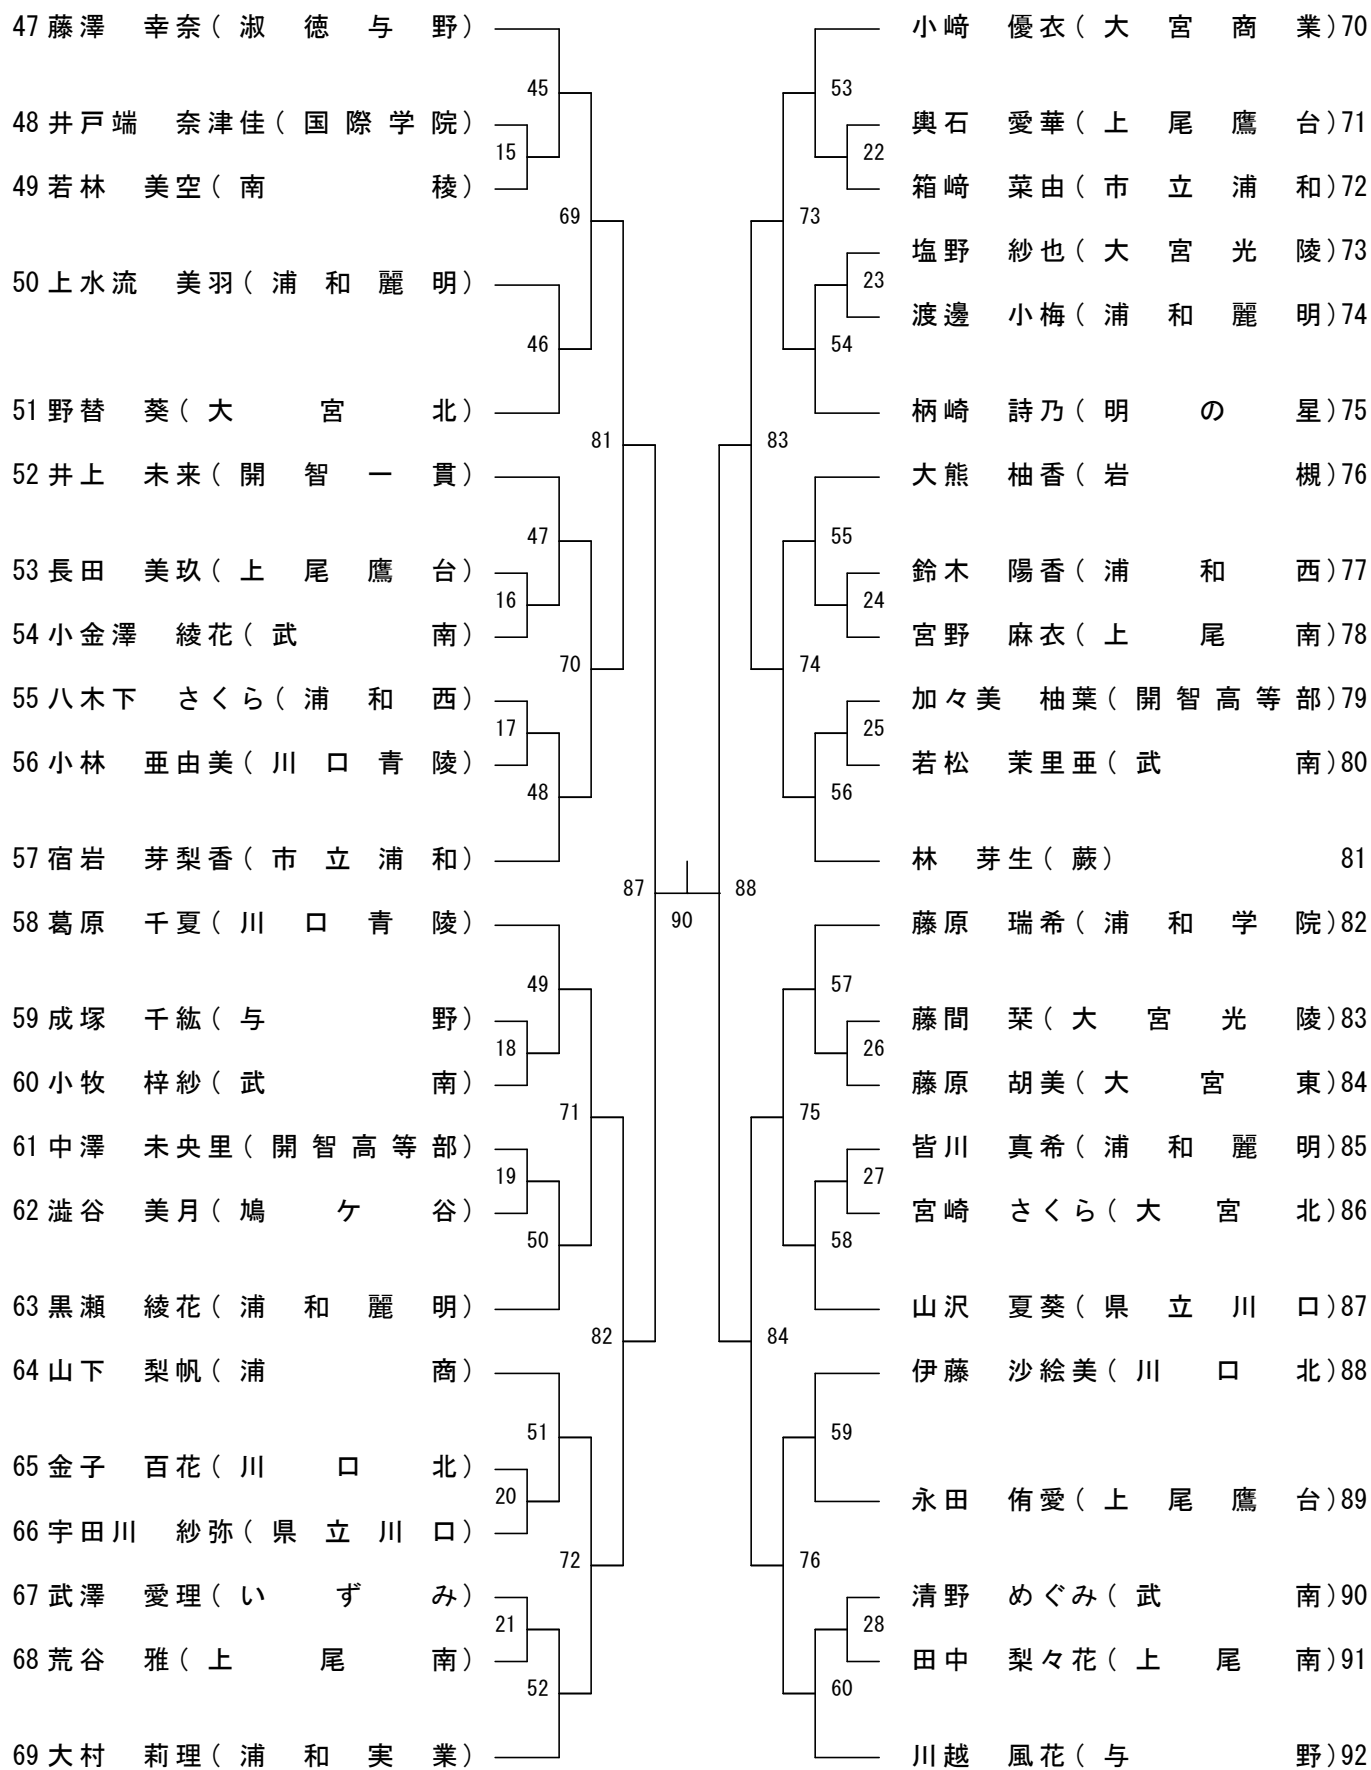 47 藤澤 幸奈(淑徳与野)
45
48 井戸端 奈津佳(国際学院)
15
49 若林 美空(南稜)
69
50 上水流 美羽(浦和麗明)
46
51 野替 葵(大宮北)
81
52 井上 未来(開智一貫)
47
53 長田 美玖(上尾鷹台)
16
54 小金澤 綾花(武南)
70
55 八木下 さくら(浦和西)
17
56 小林 亜由美(川口青陵)
48
57 宿岩 芽梨香(市立浦和)
87
58 葛原 千夏(川口青陵)
49
59 成塚 千紘(与野)
18
60 小牧 梓紗(武南)
71
61 中澤 未央里(開智高等部)
19
62 澁谷 美月(鳩ケ谷)
50
63 黒瀬 綾花(浦和麗明)
82
64 山下 梨帆(浦商)
51
65 金子 百花(川口北)
20
66 宇田川 紗弥(県立川口)
72
67 武澤 愛理(いずみ)
21
68 荒谷 雅(上尾南)
52
69 大村 莉理(浦和実業)
90
小﨑 優衣(大宮商業)70
53
輿石 愛華(上尾鷹台)71
22
箱﨑 菜由(市立浦和)72
73
塩野 紗也(大宮光陵)73
23
渡邊 小梅(浦和麗明)74
54
柄崎 詩乃(明の星)75
83
大熊 柚香(岩槻)76
55
鈴木 陽香(浦和西)77
24
宮野 麻衣(上尾南)78
74
加々美 柚葉(開智高等部)79
25
若松 茉里亜(武南)80
56
林 芽生(蕨) 81
88
藤原 瑞希(浦和学院)82
57
藤間 栞(大宮光陵)83
26
藤原 胡美(大宮東)84
75
皆川 真希(浦和麗明)85
27
宮崎 さくら(大宮北)86
58
山沢 夏葵(県立川口)87
84
伊藤 沙絵美(川口北)88
59
永田 侑愛(上尾鷹台)89
76
清野 めぐみ(武南)90
28
田中 梨々花(上尾南)91
60
川越 風花(与野)92